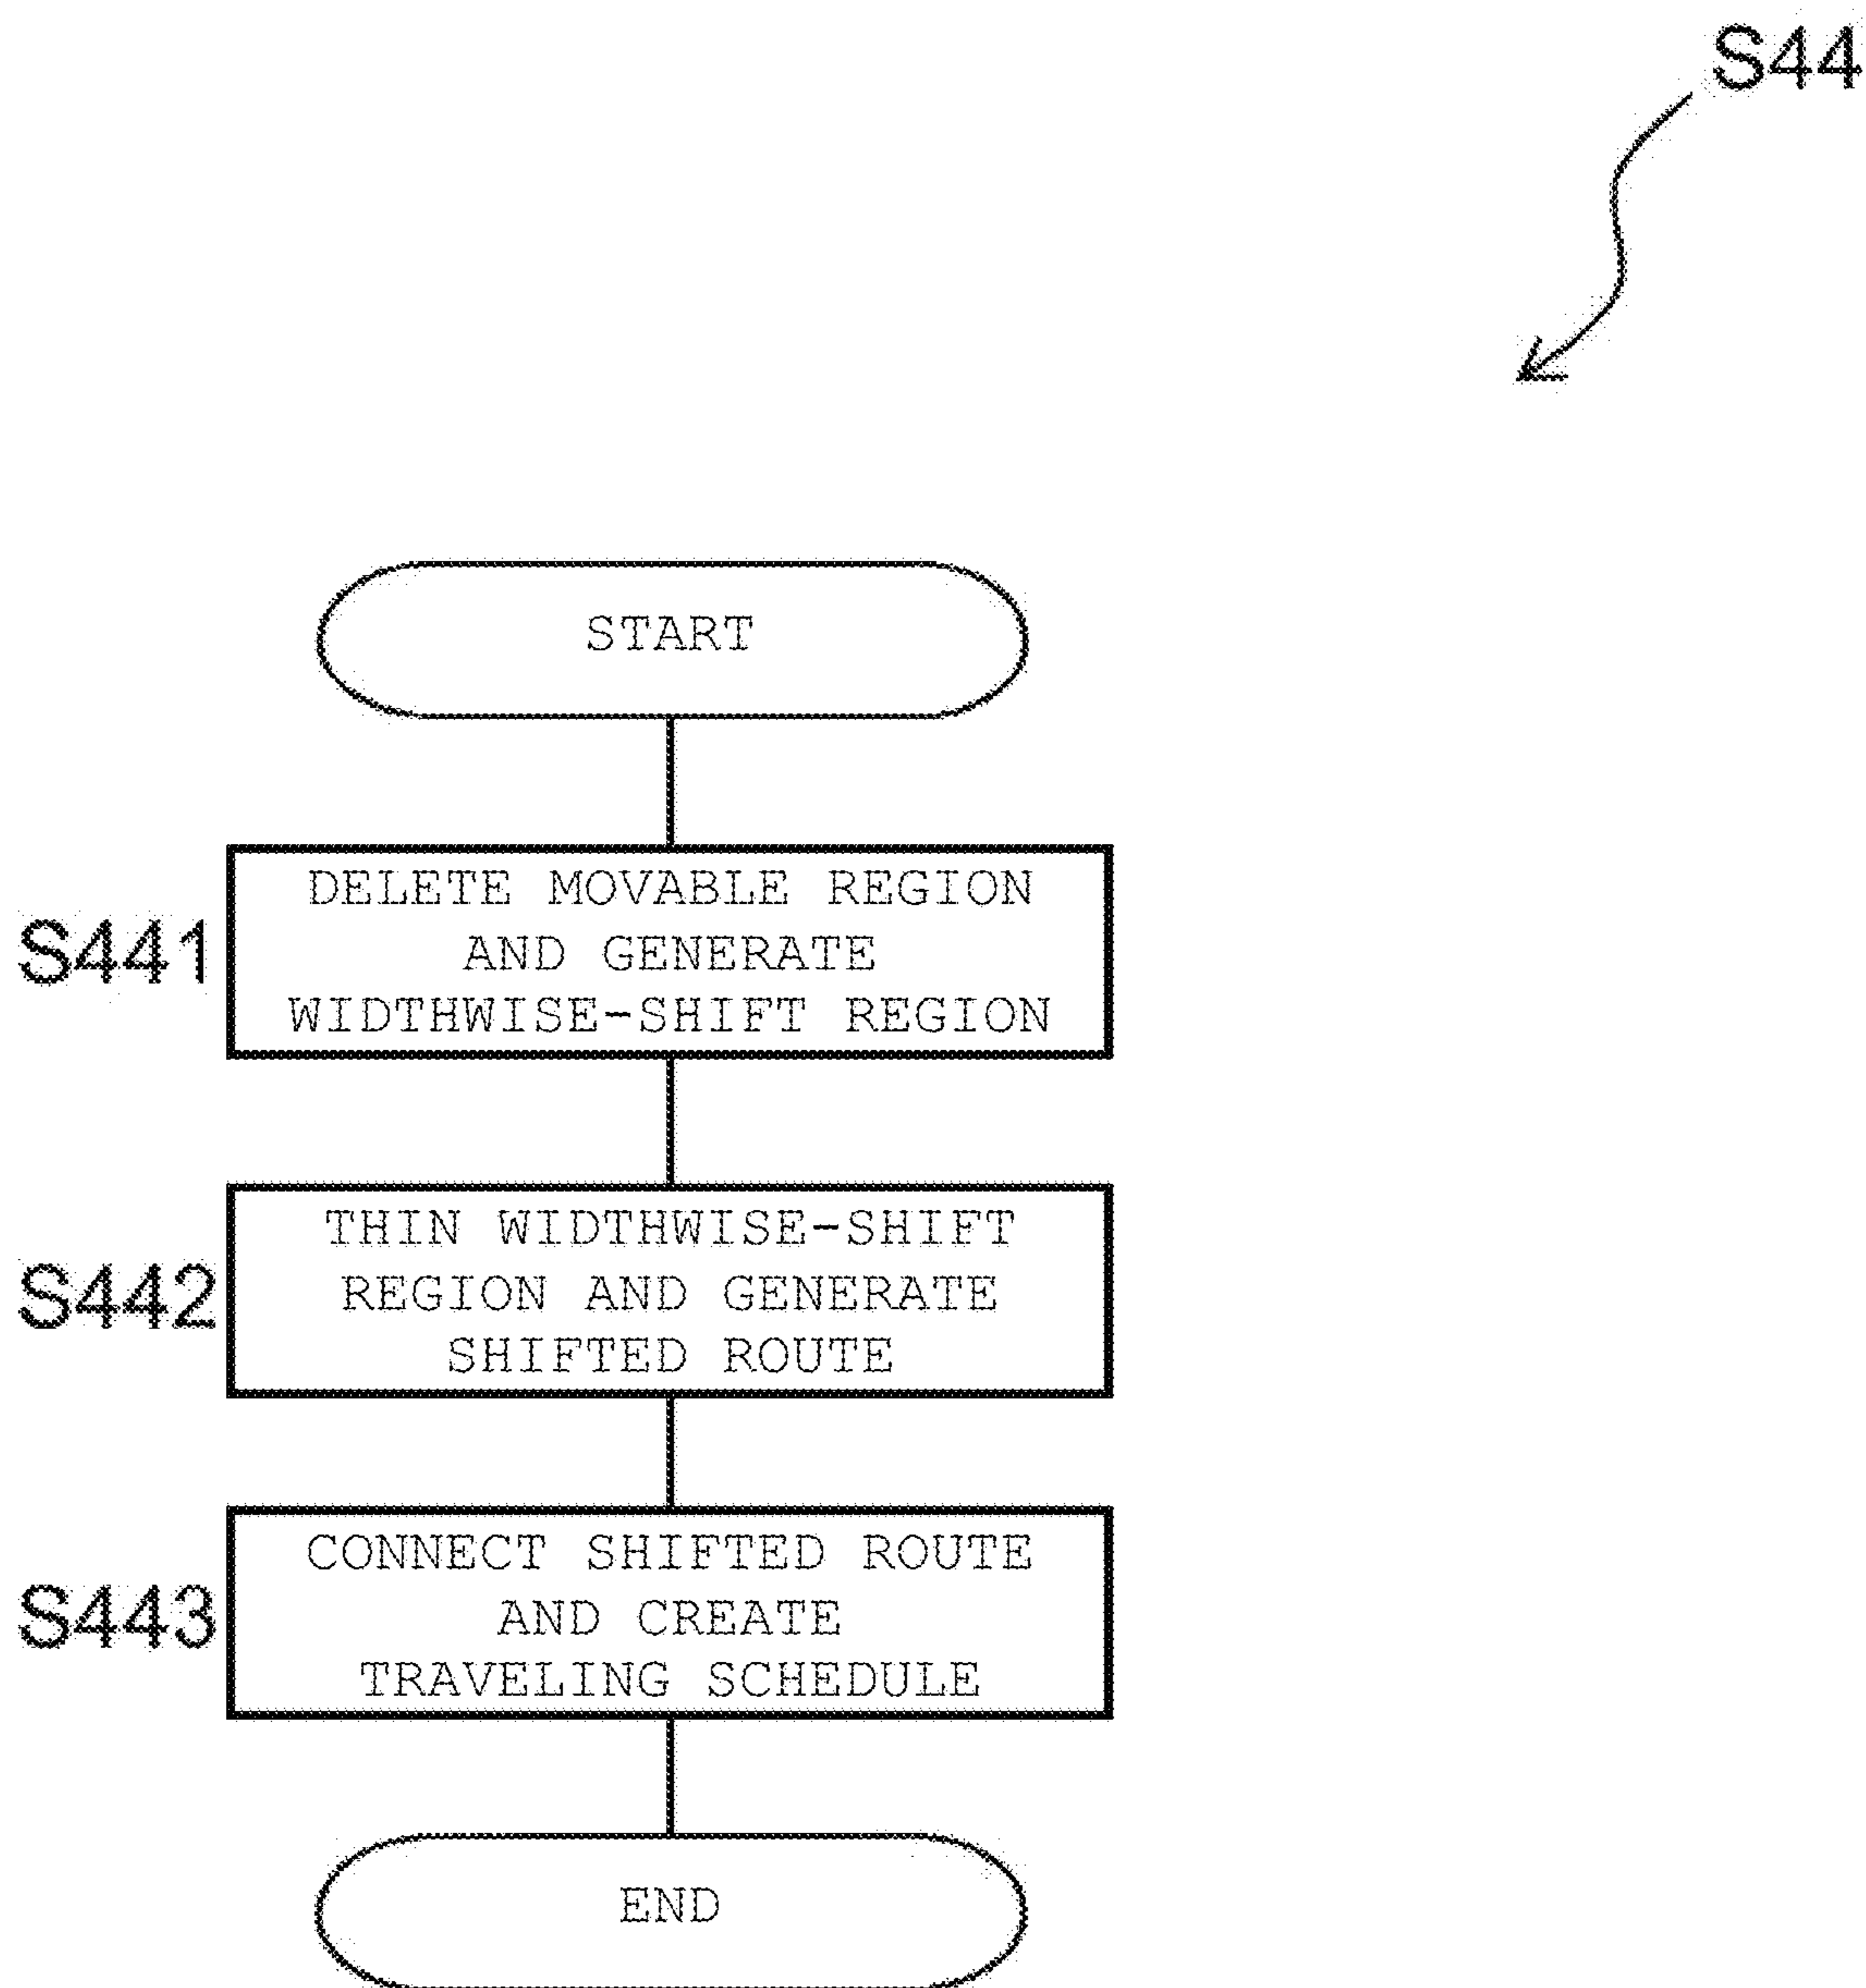 S44
START
S441
DELETE MOVABLE REGION
AND GENERATE
WIDTHWISE-SHIFT REGION
S442
THIN WIDTHWISE-SHIFT
REGION AND GENERATE
SHIFTED ROUTE
S443
CONNECT SHIFTED ROUTE
AND CREATE
TRAVELING SCHEDULE
END